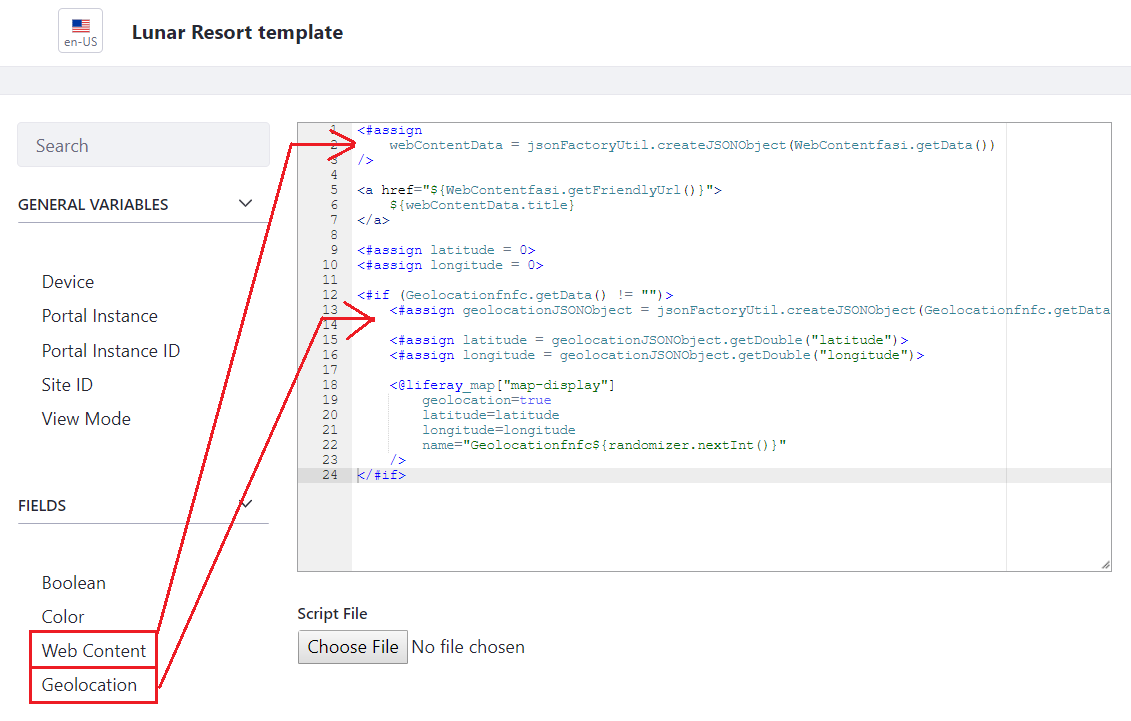 en-US
Lunar Resort template
Search
GENERAL VARIABLES
Device
Portal Instance
Portal Instance ID
Site ID
View Mode
FIELDS
Boolean
Color
Web Content
Geolocation
1 <#assign
2 webContentData = jsonFactoryUtil.createJSONObject(WebContentfasi.getData())
3 />
4
5 <a href="${WebContentfasi.getFriendlyUrl()}">
6 ${webContentData.title}
7 </a>
8
9 <#assign latitude = 0>
10 <#assign longitude = 0>
11
12 <#if (Geolocationfnfc.getData() != "")>
13 <#assign geolocationJSONObject = jsonFactoryUtil.createJSONObject(Geolocationfnfc.getData
14
15 <#assign latitude = geolocationJSONObject.getDouble("latitude")>
16 <#assign longitude = geolocationJSONObject.getDouble("longitude")>
17
18 <@liferay_map["map-display"]
19 geolocation=true
20 latitude=latitude
21 longitude=longitude
22 name="Geolocationfnfc${randomizer.nextInt()}"
23 />
24 </#if>
Script File
Choose File No file chosen